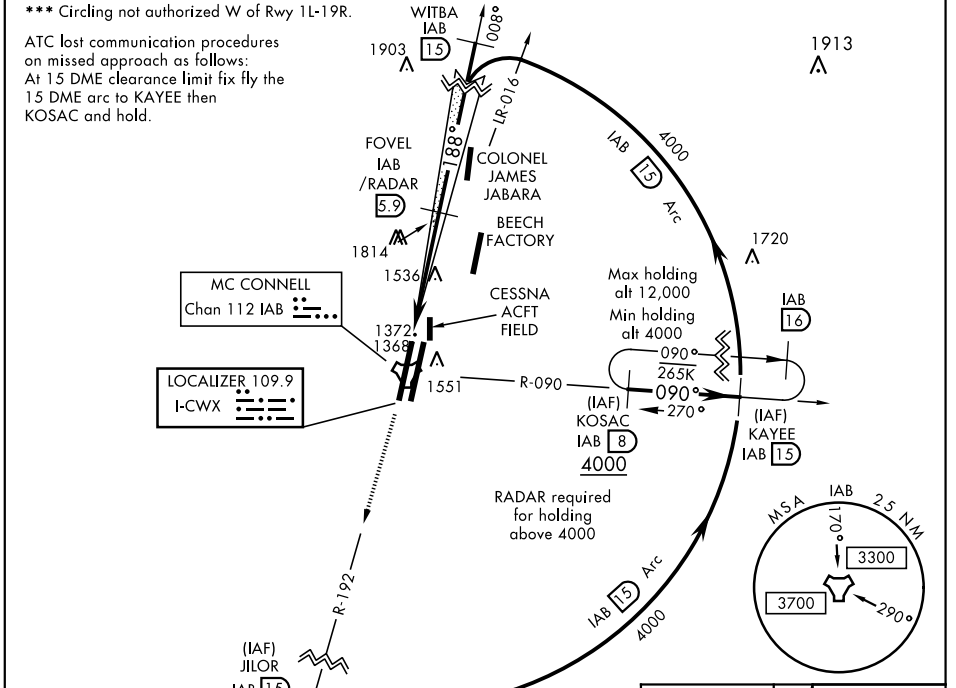 *** Circling not authorized W of Rwy 1L-19R.
ATC lost communication procedures
on missed approach as follows:
At 15 DME clearance limit fix fly the
15 DME arc to KAYEE then
KOSAC and hold.
WITBA
IAB
15
008°
1903
1913
LR-016
188°
FOVEL
IAB
/RADAR
5.9
COLONEL
JAMES
JABARA
IAB 15 Arc
4000
1814
BEECH
FACTORY
1536
1720
MC CONNELL
Chan 112 IAB
CESSNA
ACFT
FIELD
1372
1368
1551
Max holding
alt 12,000
Min holding
alt 4000
IAB
16
090°
265K
LOCALIZER 109.9
I-CWX
R-090
090°
270°
(IAF)
KOSAC
IAB 8
4000
(IAF)
KAYEE
IAB 15
RADAR required
for holding
above 4000
MSA IAB 25 NM
170°
3300
3700
290°
R-192
IAB 15 Arc
4000
(IAF)
JILOR
IAB 15